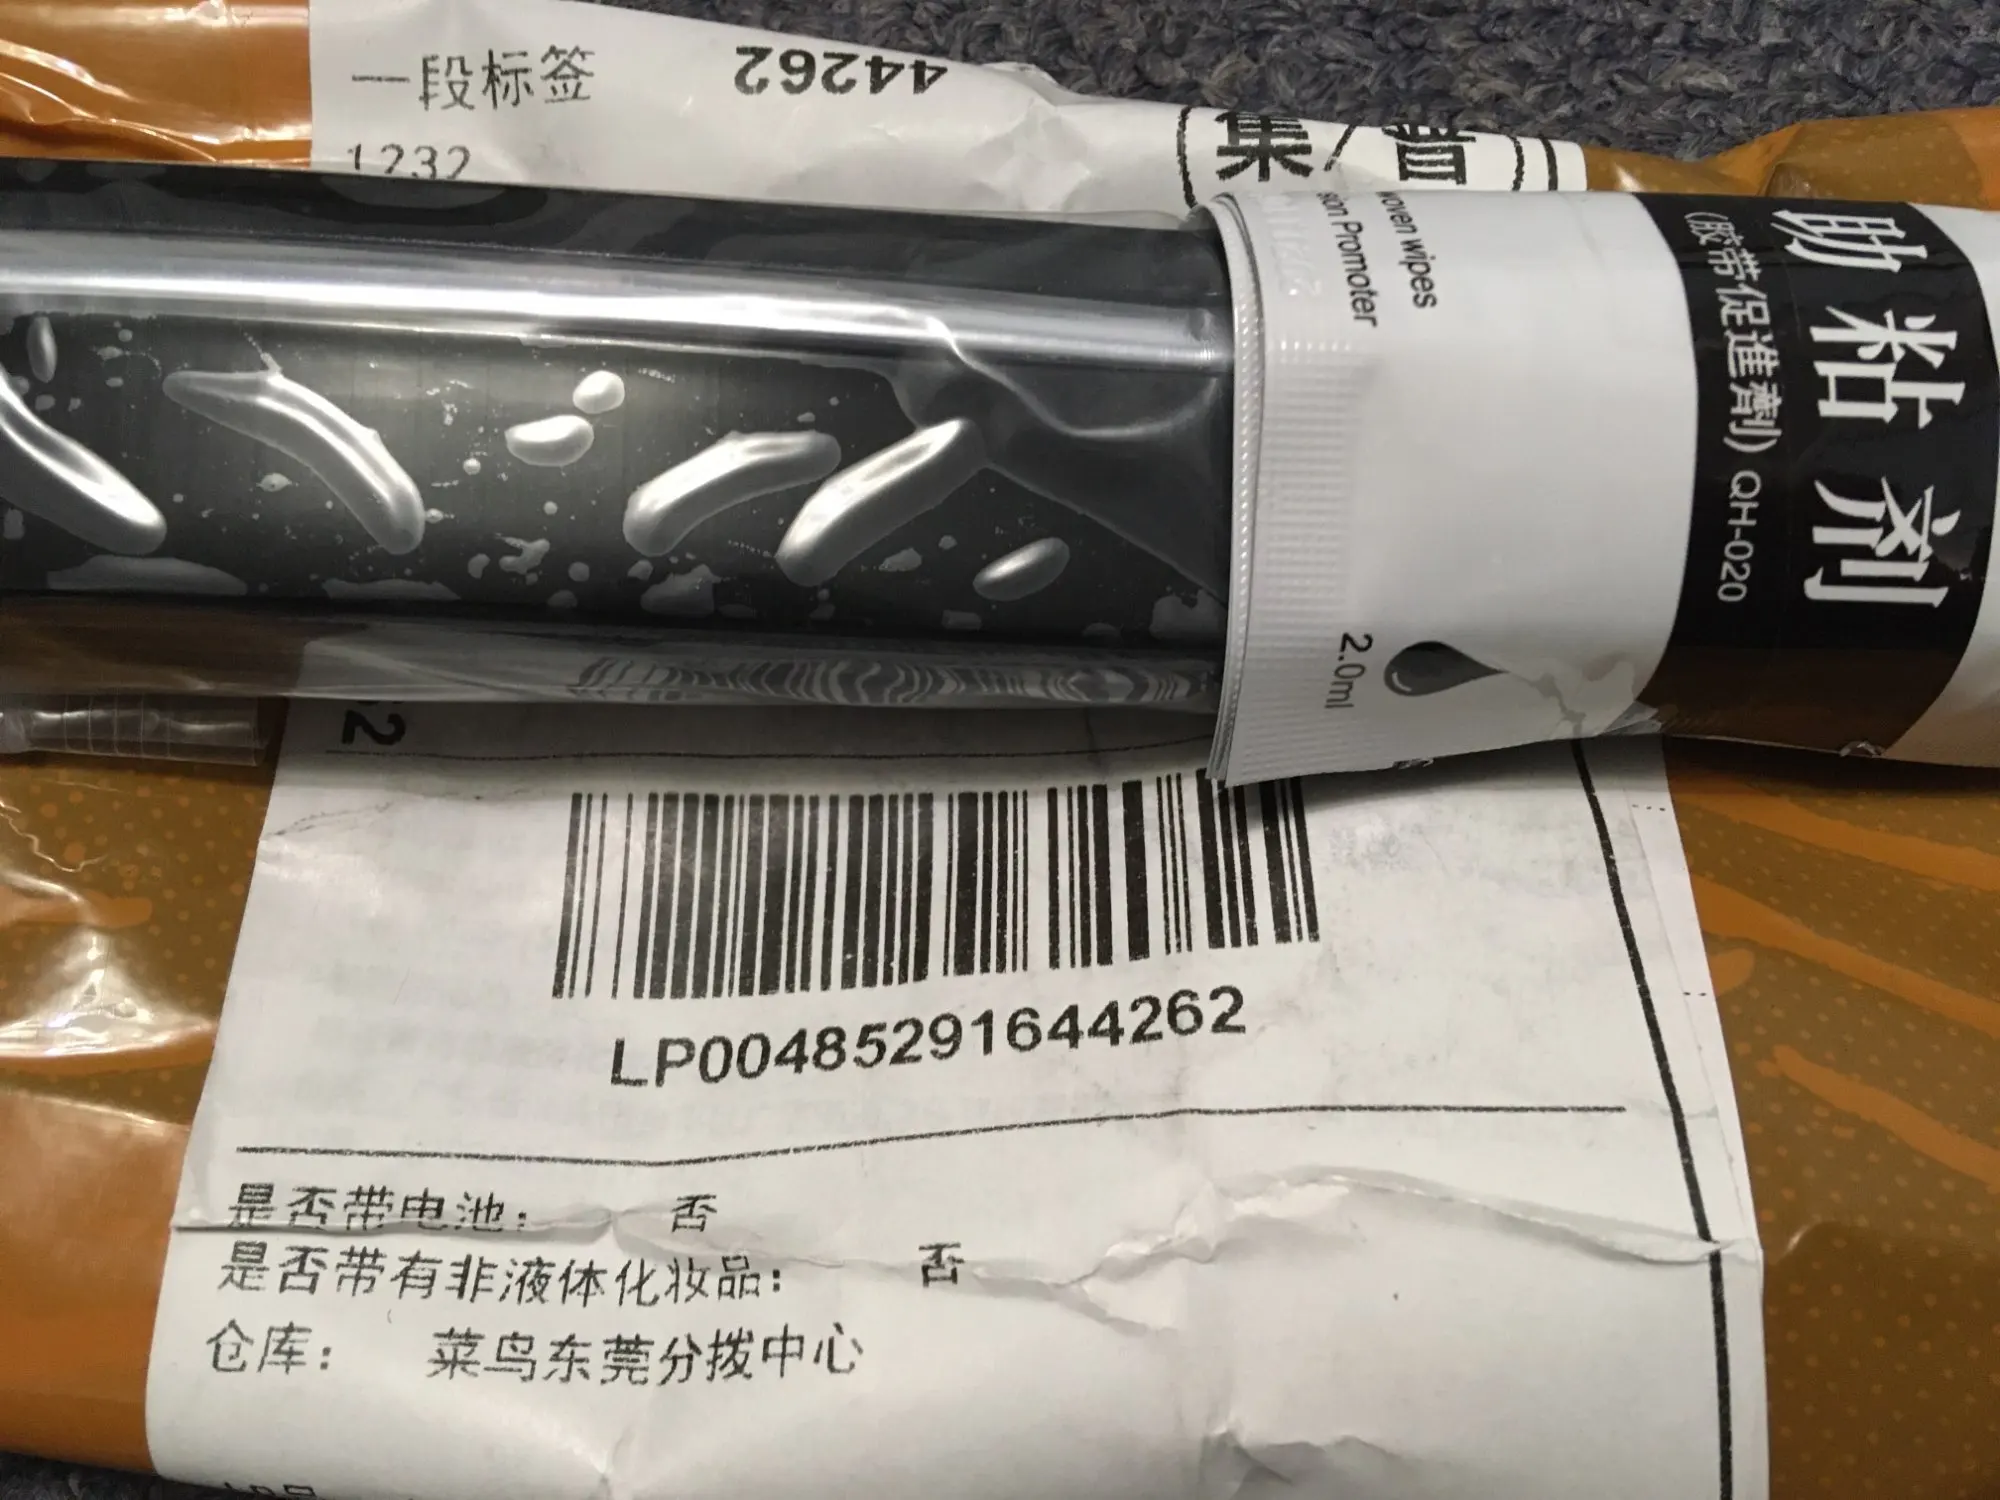 一段标签
44262
1232
集
woven wipes
sion Promoter
助粘剂
(胶带促進劑) QH-020
2.0ml
LP00485291644262
是否带电池: 否
是否带有非液体化妆品: 否
仓库: 菜鸟东莞分拨中心